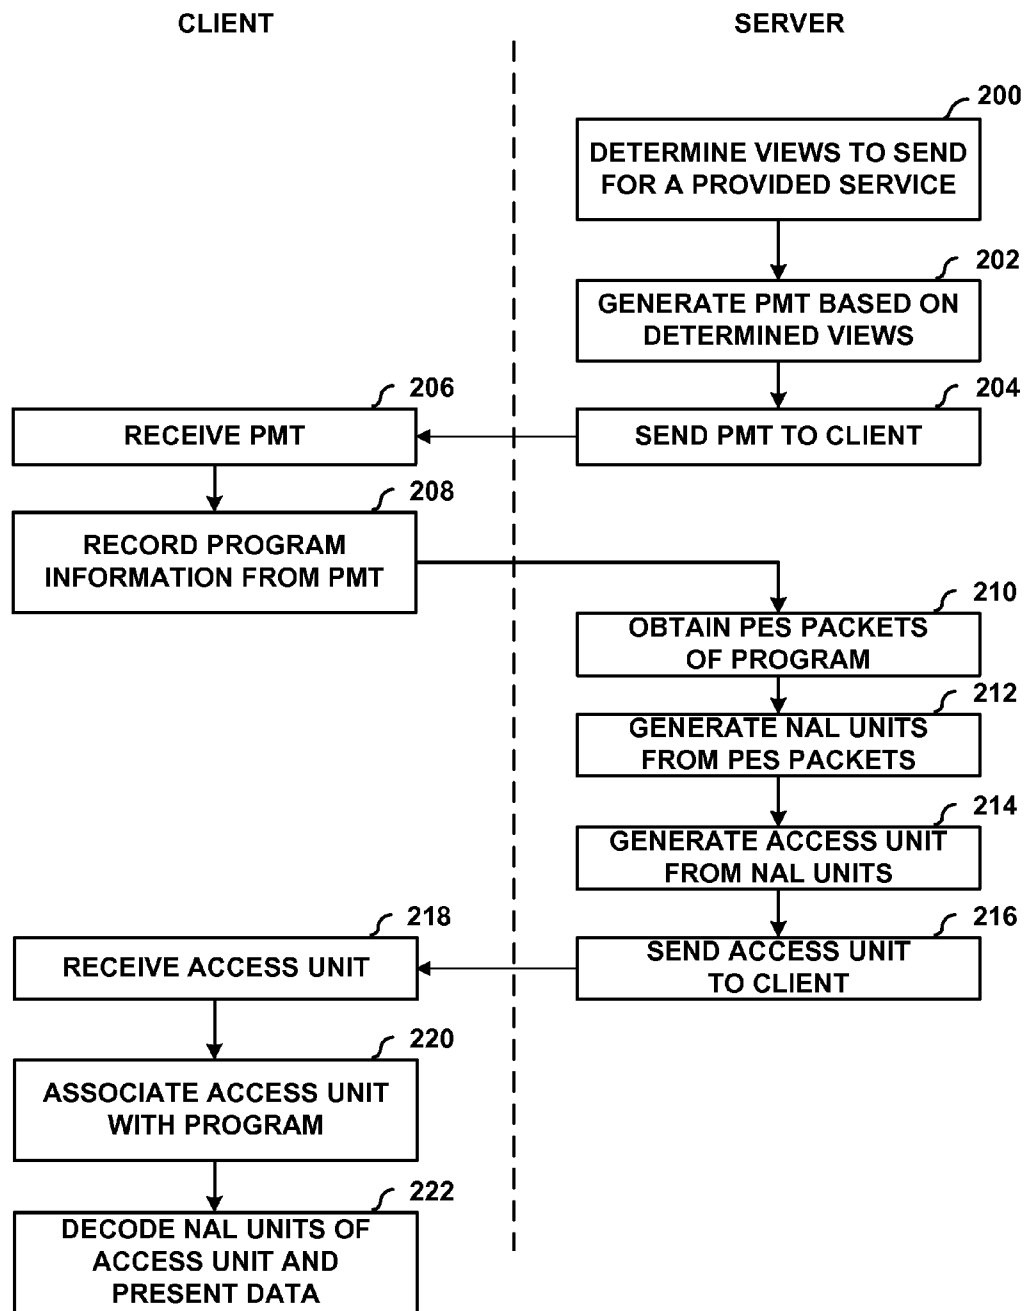 CLIENT
SERVER
200
DETERMINE VIEWS TO SEND
FOR A PROVIDED SERVICE
202
GENERATE PMT BASED ON
DETERMINED VIEWS
204
SEND PMT TO CLIENT
206
RECEIVE PMT
208
RECORD PROGRAM
INFORMATION FROM PMT
210
OBTAIN PES PACKETS
OF PROGRAM
212
GENERATE NAL UNITS
FROM PES PACKETS
214
GENERATE ACCESS UNIT
FROM NAL UNITS
216
SEND ACCESS UNIT
TO CLIENT
218
RECEIVE ACCESS UNIT
220
ASSOCIATE ACCESS UNIT
WITH PROGRAM
222
DECODE NAL UNITS OF
ACCESS UNIT AND
PRESENT DATA